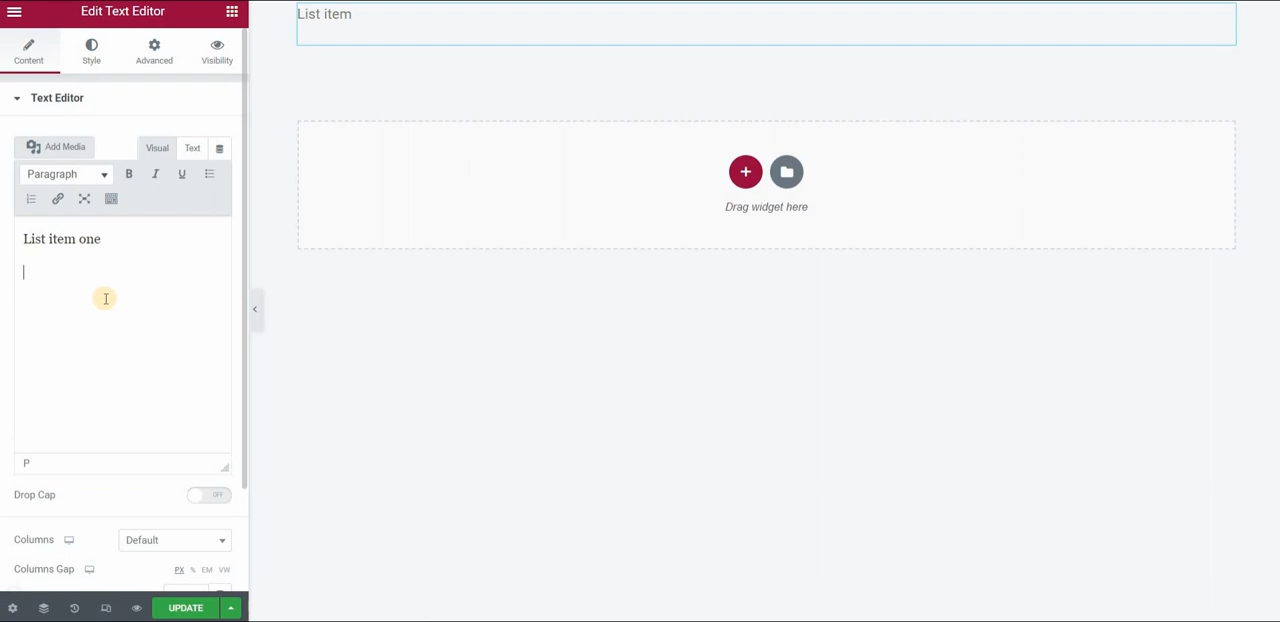 Edit Text Editor
Content
Style
Advanced
Visibility
Text Editor
Add Media
Visual
Text
Paragraph
B
I
U
List item one
P
Drop Cap
OFF
Columns
Default
Columns Gap
PX
%
EM
VW
UPDATE
List item
Drag widget here